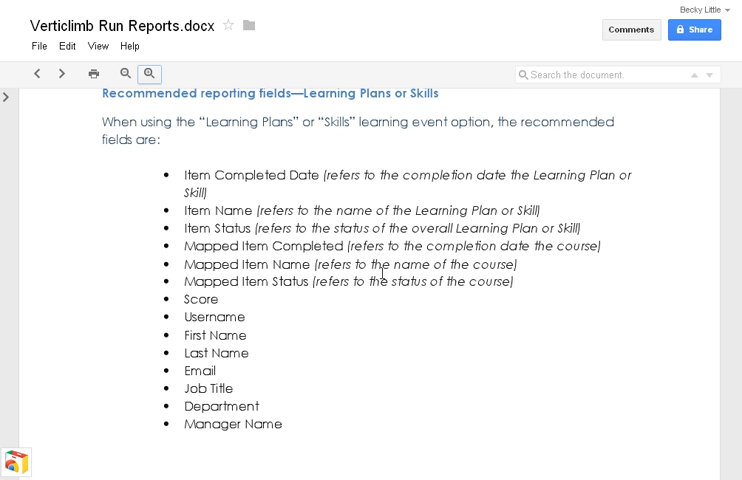 Becky Little
Verticlimb Run Reports.docx
Comments
Share
File Edit View Help
Search the document.
Recommended reporting fields—Learning Plans or Skills
When using the “Learning Plans” or “Skills” learning event option, the recommended
fields are:
• Item Completed Date (refers to the completion date the Learning Plan or
Skill)
• Item Name (refers to the name of the Learning Plan or Skill)
• Item Status (refers to the status of the overall Learning Plan or Skill)
• Mapped Item Completed (refers to the completion date the course)
• Mapped Item Name (refers to the name of the course)
• Mapped Item Status (refers to the status of the course)
• Score
• Username
• First Name
• Last Name
• Email
• Job Title
• Department
• Manager Name